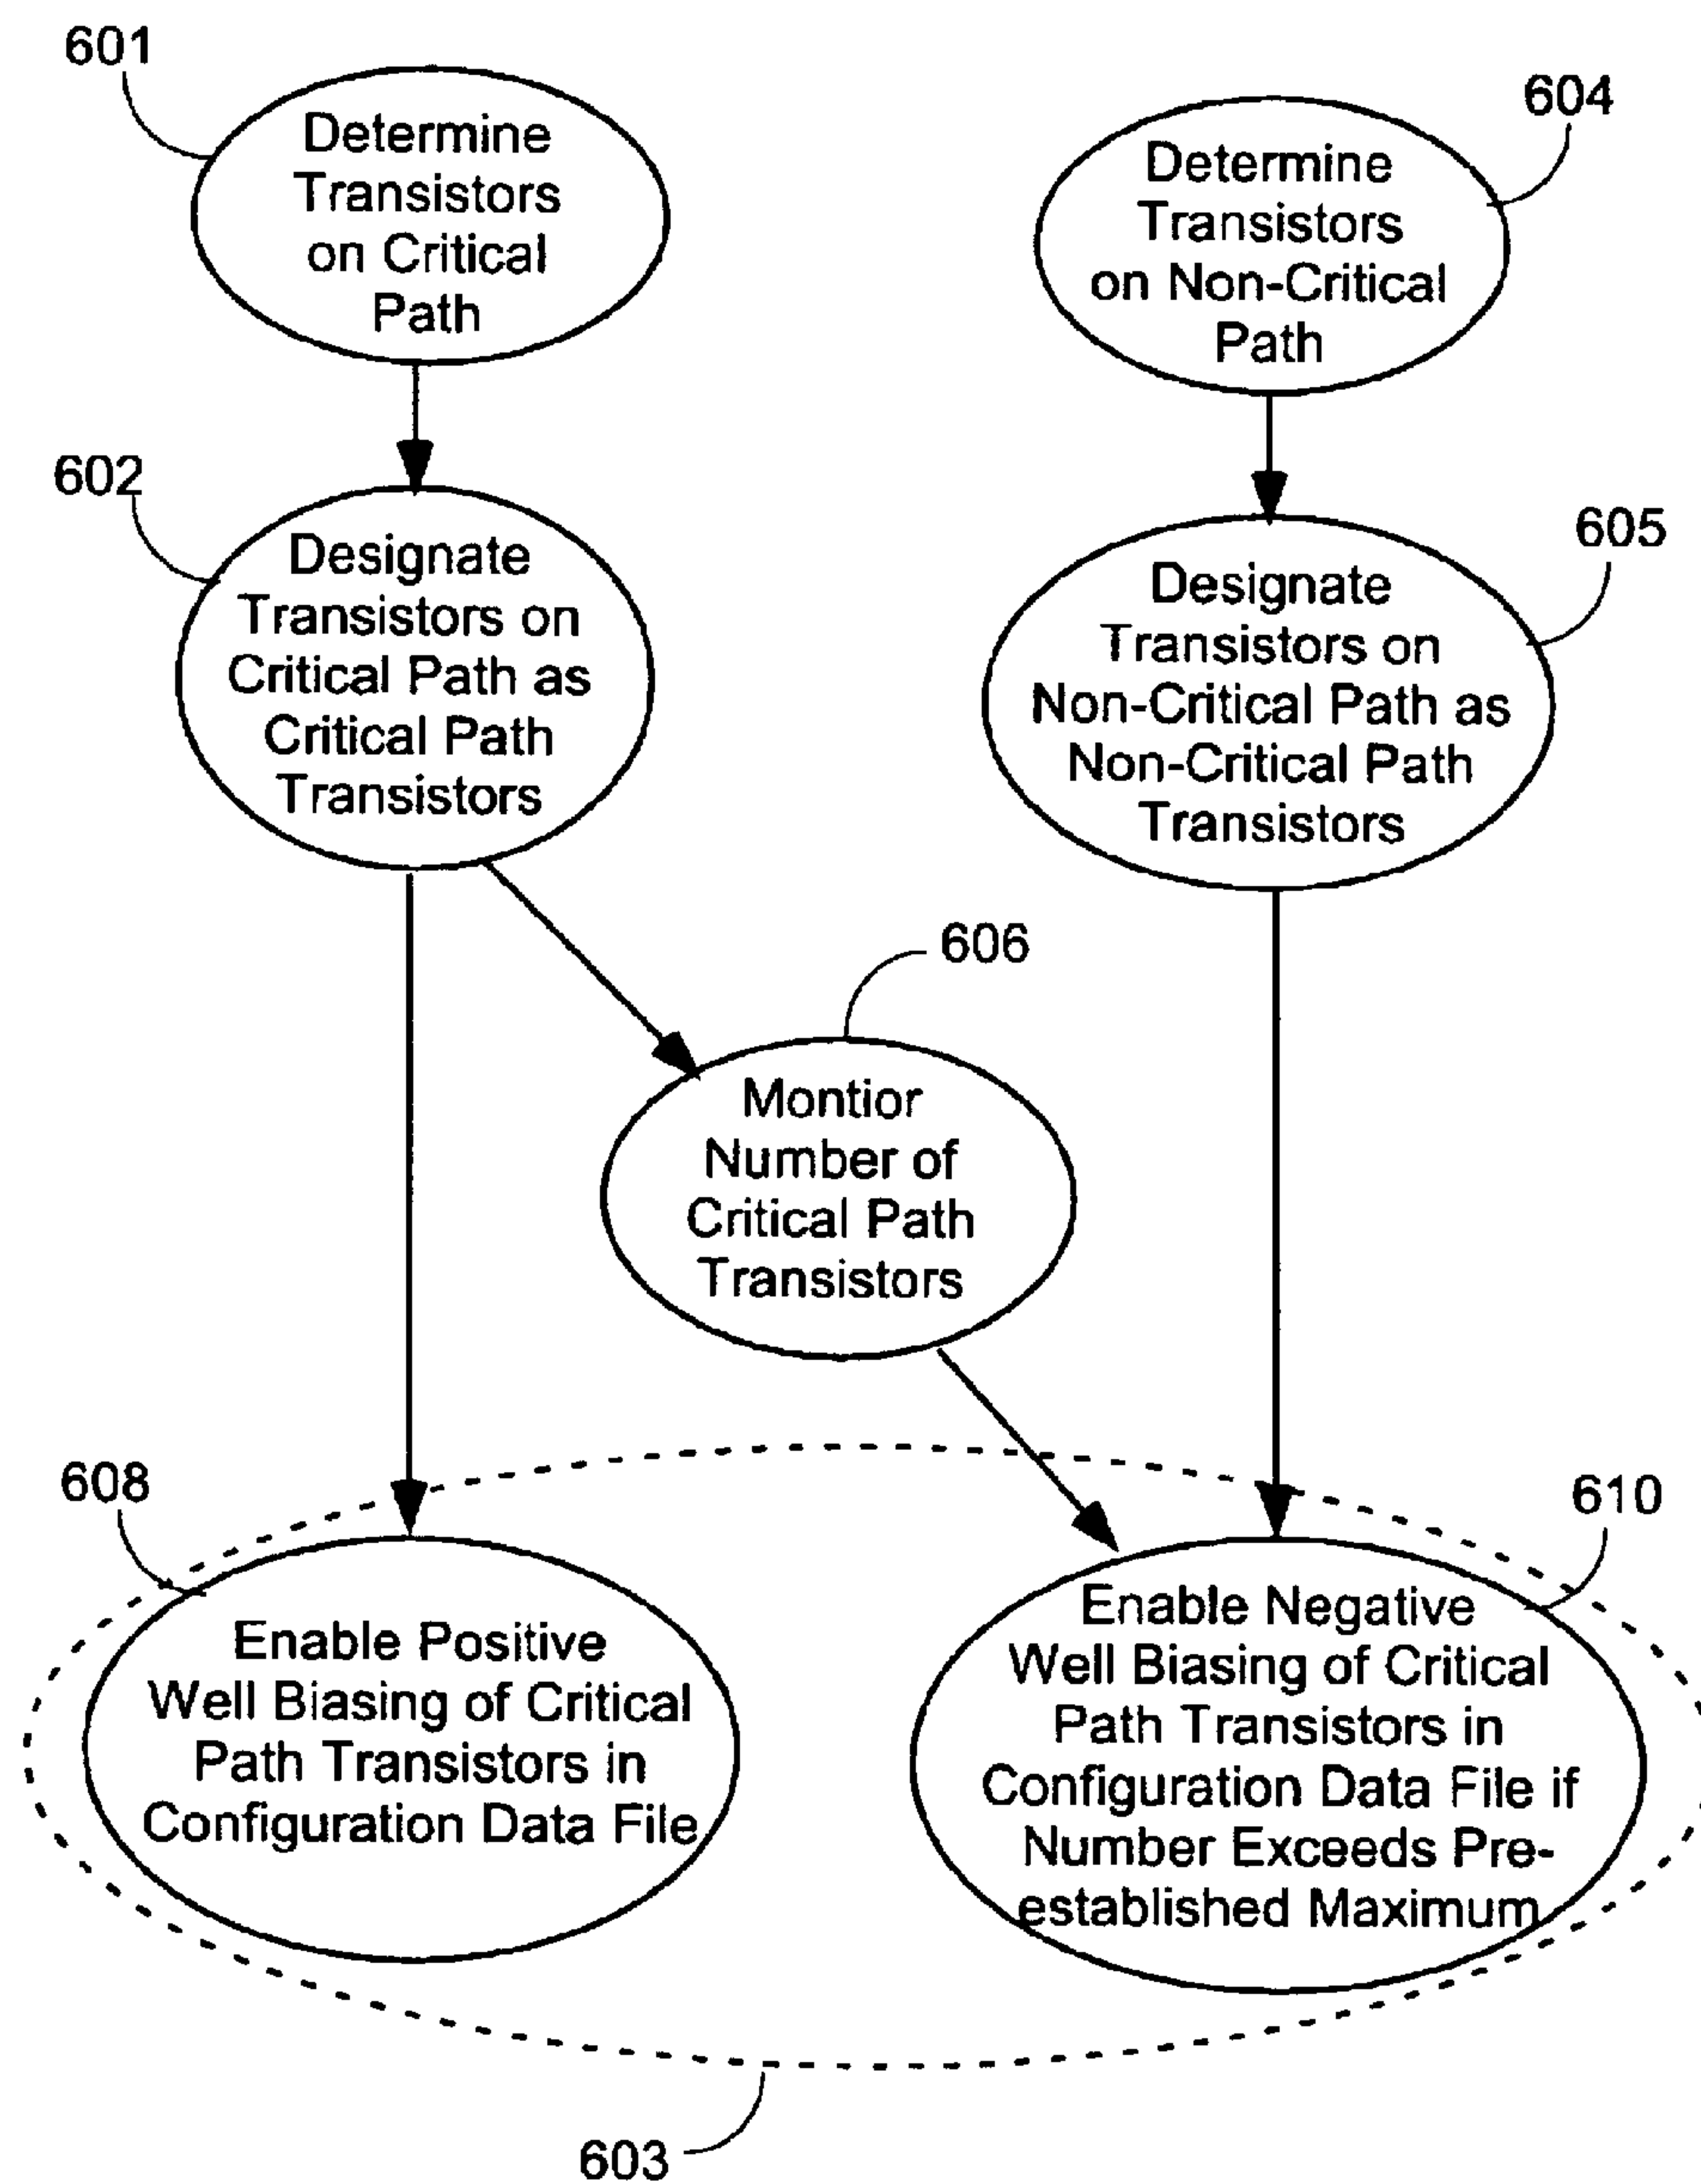 601
Determine
Transistors
on Critical
Path
604
Determine
Transistors
on Non-Critical
Path
602
Designate
Transistors on
Critical Path as
Critical Path
Transistors
605
Designate
Transistors on
Non-Critical Path as
Non-Critical Path
Transistors
606
Montior
Number of
Critical Path
Transistors
608
Enable Positive
Well Biasing of Critical
Path Transistors in
Configuration Data File
610
Enable Negative
Well Biasing of Critical
Path Transistors in
Configuration Data File if
Number Exceeds Pre-
established Maximum
603